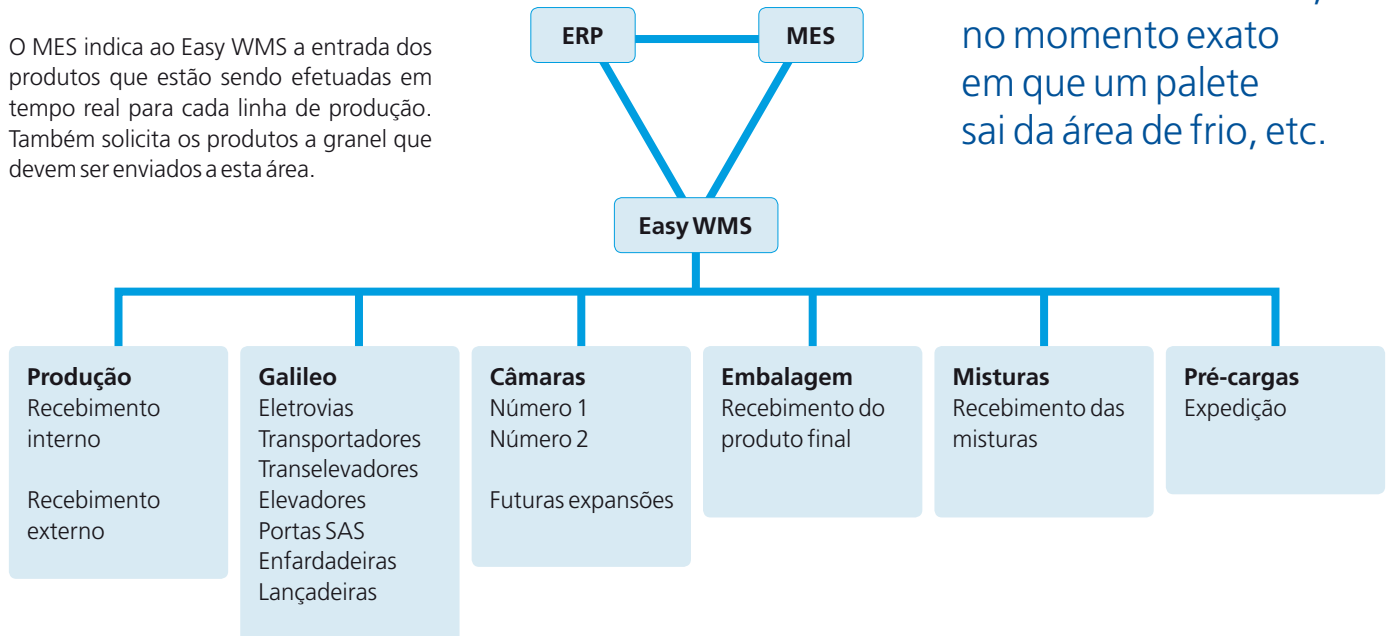 O MES indica ao Easy WMS a entrada dos
produtos que estão sendo efetuadas em
tempo real para cada linha de produção.
Também solicita os produtos a granel que
devem ser enviados a esta área.
ERP
MES
no momento exato
em que um palete
sai da área de frio, etc.
Easy WMS
Produção
Recebimento
interno
Recebimento
externo
Galileo
Eletrovias
Transportadores
Transelevadores
Elevadores
Portas SAS
Enfardadeiras
Lançadeiras
Câmaras
Número 1
Número 2
Futuras expansões
Embalagem
Recebimento do
produto final
Misturas
Recebimento das
misturas
Pré-cargas
Expedição